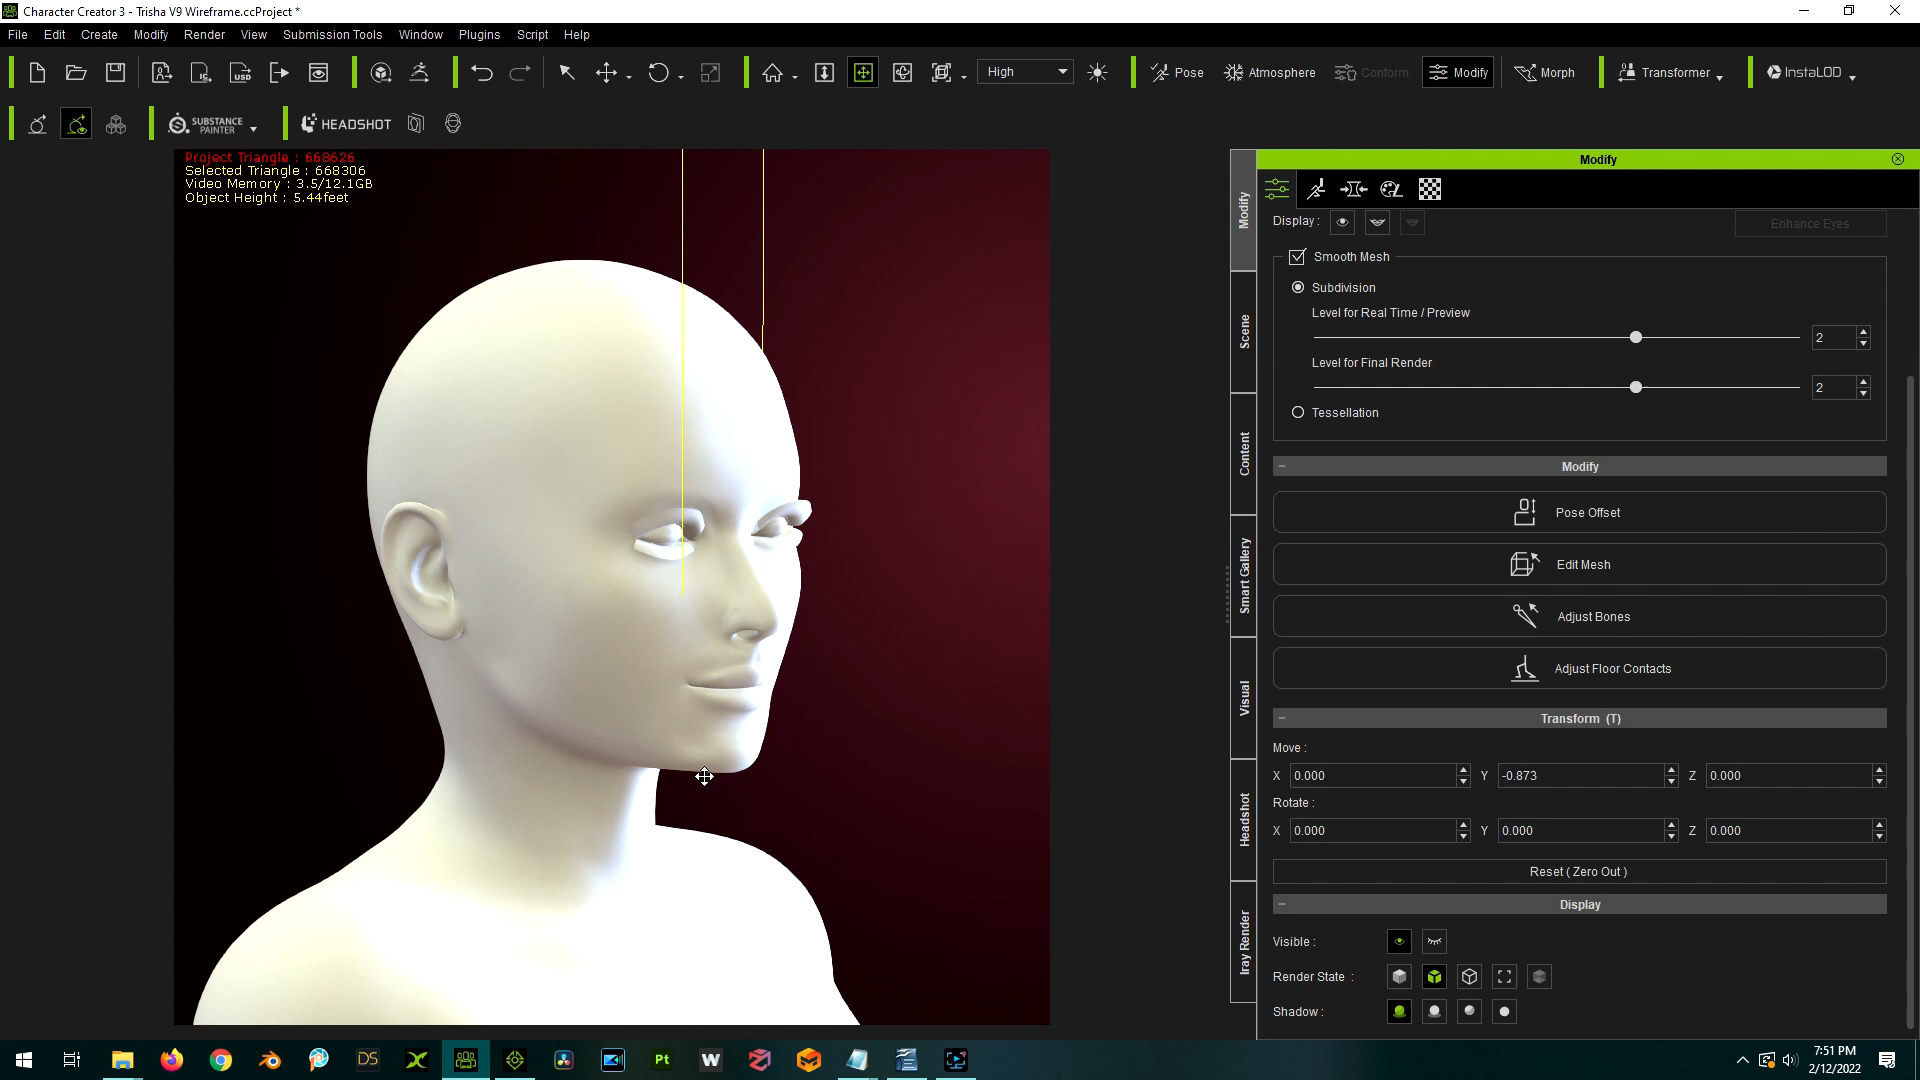 Character Creator 3 - Trisha V9 Wireframe.ccProject *
File Edit Create Modify Render View Submission Tools Window Plugins Script Help
IC USD High Pose Atmosphere Conform Modify Morph Transformer InstaLOD
SUBSTANCE PAINTER HEADSHOT
Project Triangle : 668626
Selected Triangle : 668306
Video Memory : 3.5/12.1GB
Object Height : 5.44feet
Modify
Scene
Content
Smart Gallery
Visual
Headshot
Iray Render
Modify
Display : Enhance Eyes
Smooth Mesh
Subdivision
Level for Real Time / Preview
2
Level for Final Render
2
Tessellation
Modify
Pose Offset
Edit Mesh
Adjust Bones
Adjust Floor Contacts
Transform (T)
Move :
X 0.000 Y -0.873 Z 0.000
Rotate :
X 0.000 Y 0.000 Z 0.000
Reset ( Zero Out )
Display
Visible :
Render State :
Shadow :
DS Pt W
7:51 PM
2/12/2022